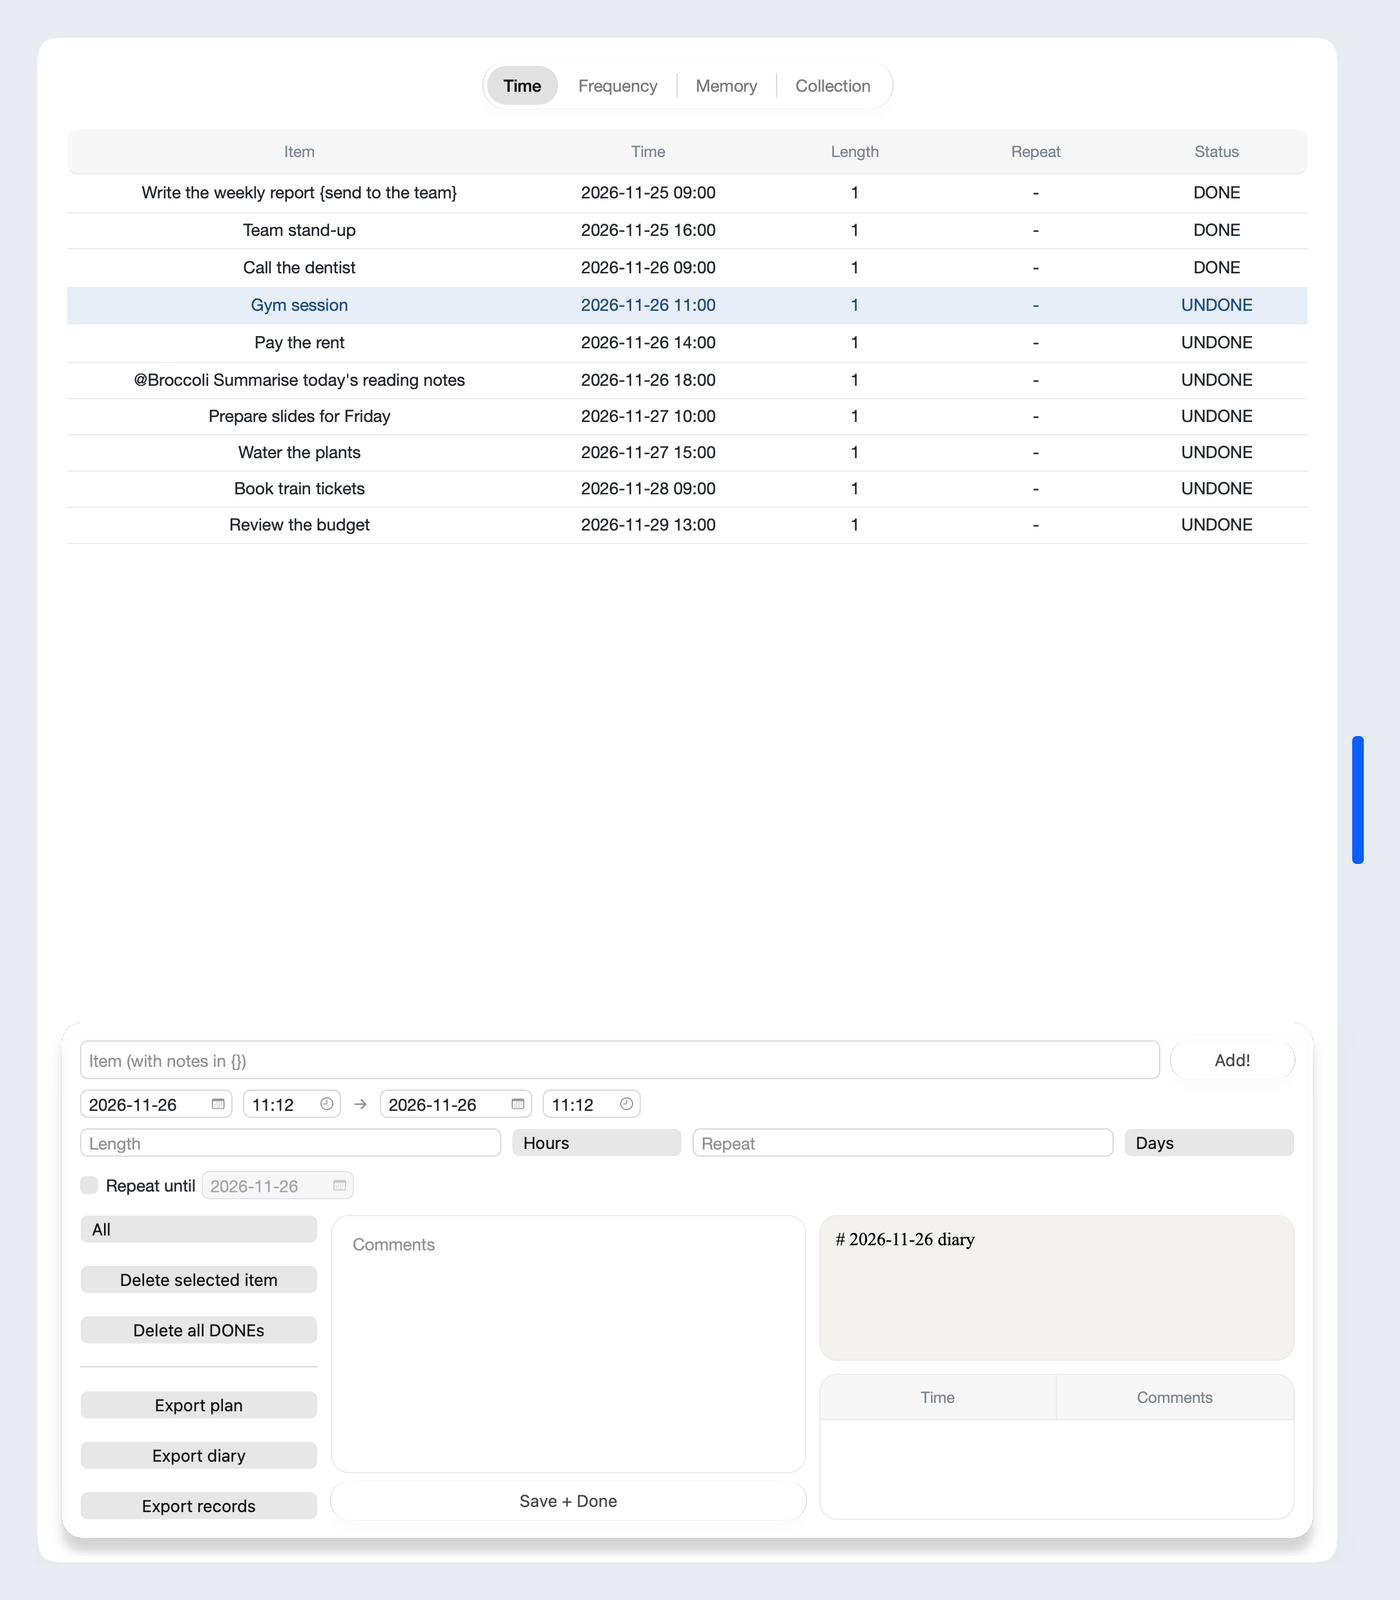 Time Frequency Memory Collection
Item Time Length Repeat Status
Write the weekly report {send to the team} 2026-11-25 09:00 1 - DONE
Team stand-up 2026-11-25 16:00 1 - DONE
Call the dentist 2026-11-26 09:00 1 - DONE
Gym session 2026-11-26 11:00 1 - UNDONE
Pay the rent 2026-11-26 14:00 1 - UNDONE
@Broccoli Summarise today's reading notes 2026-11-26 18:00 1 - UNDONE
Prepare slides for Friday 2026-11-27 10:00 1 - UNDONE
Water the plants 2026-11-27 15:00 1 - UNDONE
Book train tickets 2026-11-28 09:00 1 - UNDONE
Review the budget 2026-11-29 13:00 1 - UNDONE
Item (with notes in {}) Add!
2026-11-26 11:12 → 2026-11-26 11:12
Length Hours Repeat Days
Repeat until 2026-11-26
All
Delete selected item
Delete all DONEs
Export plan
Export diary
Export records
Comments
Save + Done
# 2026-11-26 diary
Time Comments